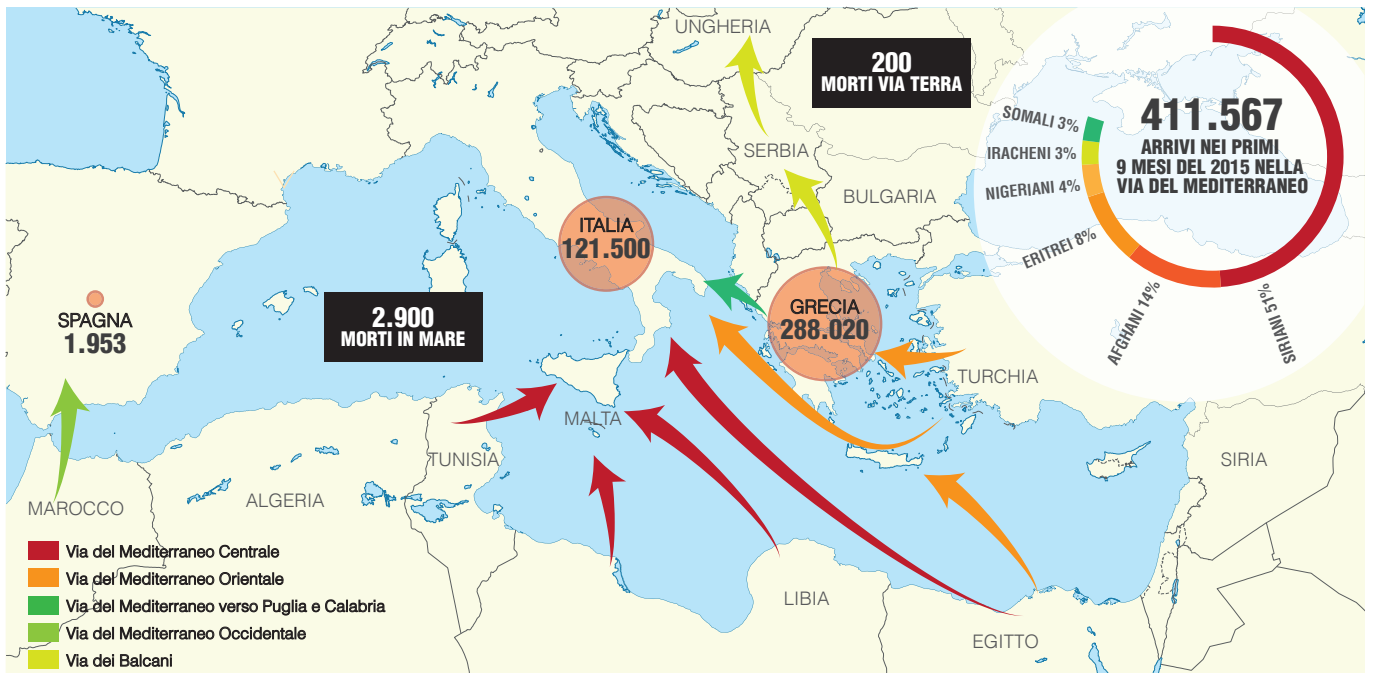 UNGHERIA
200
MORTI VIA TERRA
SERBIA
BULGARIA
ITALIA
121.500
GRECIA
288.020
SPAGNA
1.953
2.900
MORTI IN MARE
TURCHIA
MALTA
TUNISIA
ALGERIA
MAROCCO
SIRIA
LIBIA
EGITTO
411.567
ARRIVI NEI PRIMI
9 MESI DEL 2015 NELLA
VIA DEL MEDITERRANEO
SOMALI 3%
IRACHENI 3%
NIGERIANI 4%
ERITREI 8%
AFGHANI 14%
SIRIANI 51%
Via del Mediterraneo Centrale
Via del Mediterraneo Orientale
Via del Mediterraneo verso Puglia e Calabria
Via del Mediterraneo Occidentale
Via dei Balcani